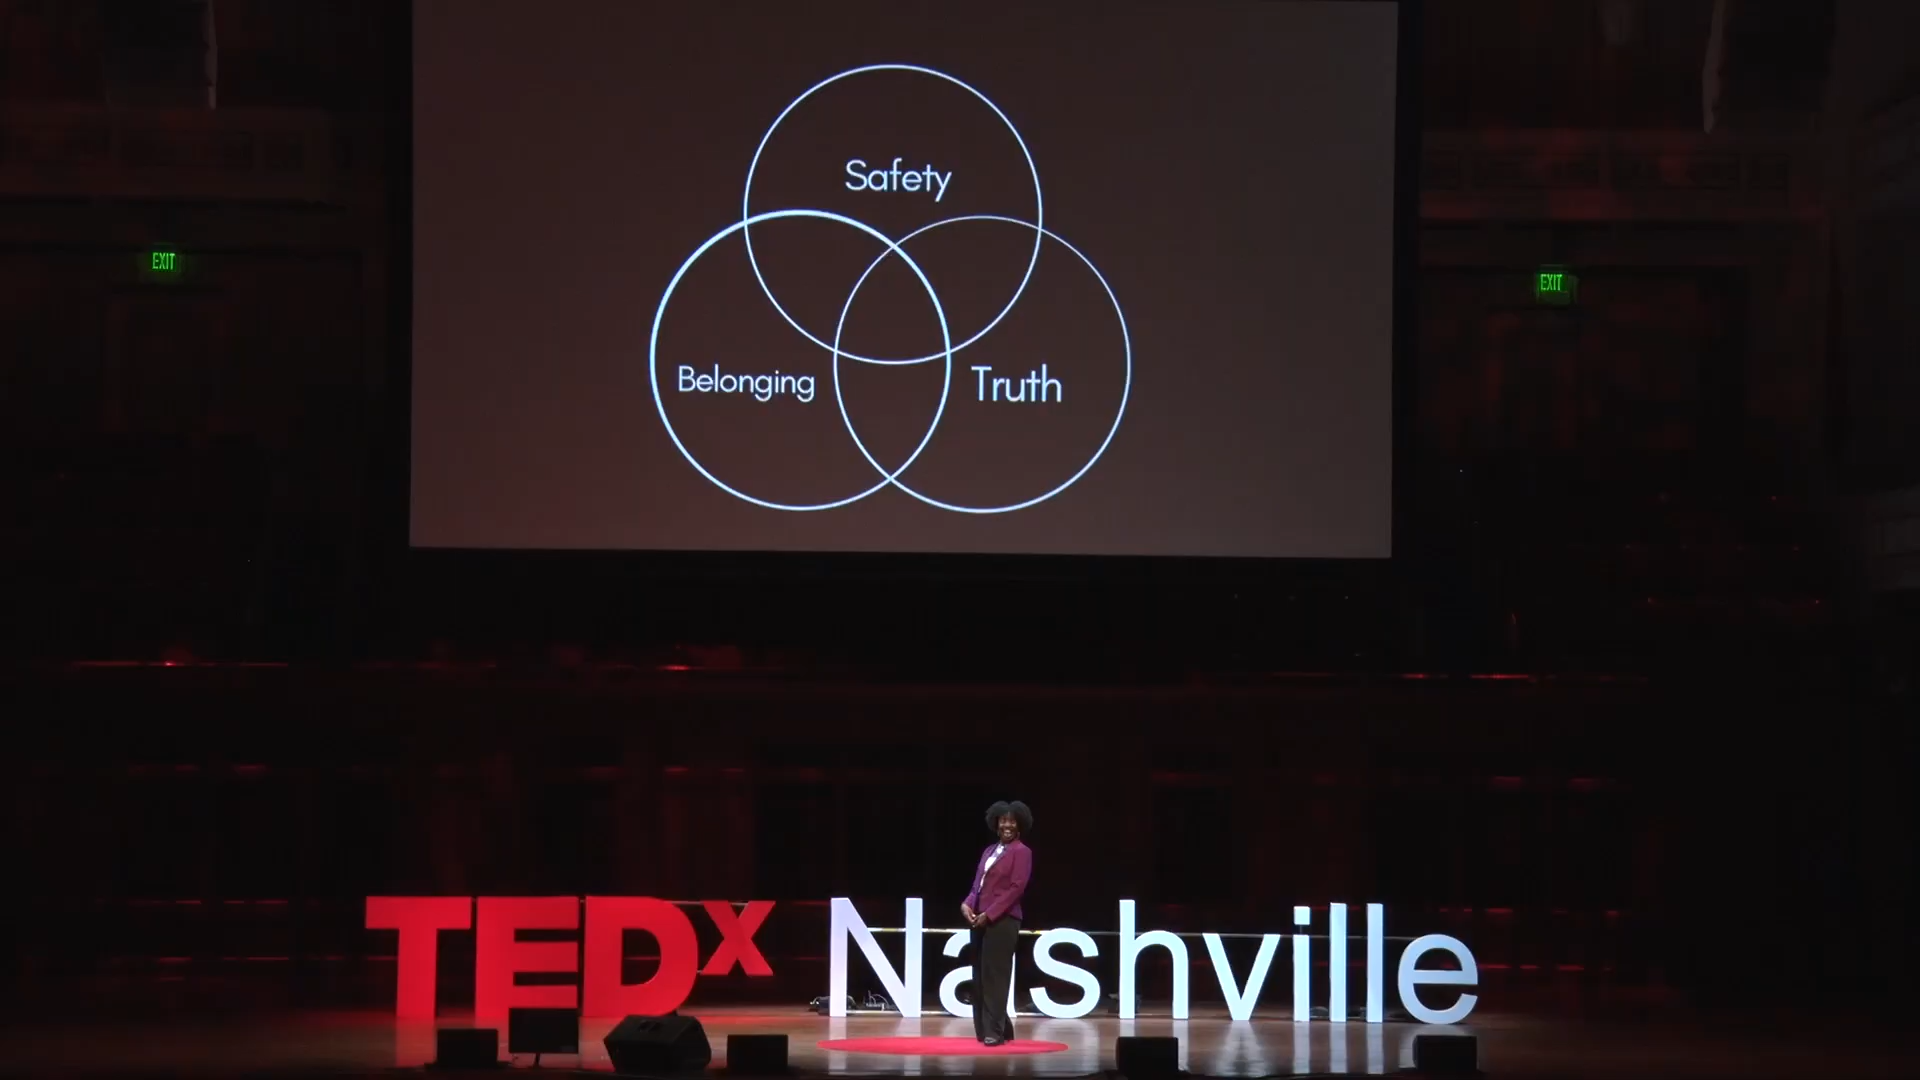 Safety
EXIT
EXIT
Belonging
Truth
TEDx Nashville